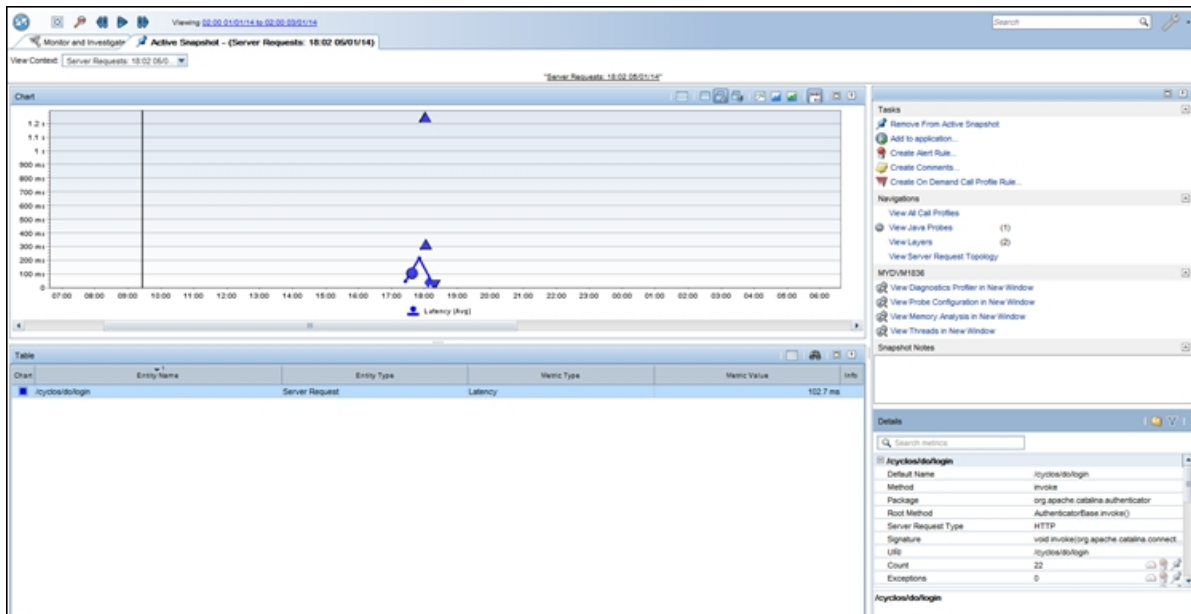 Viewing 02:00 01/01/14 to 02:00 03/01/14
Search
Monitor and Investigate
Active Snapshot - (Server Requests: 18:02 05/01/14)
View Context: Server Requests: 18:02 05/0...
"Server Requests: 18:02 05/01/14"
Chart
1.2 s
1.1 s
1 s
900 ms
800 ms
700 ms
600 ms
500 ms
400 ms
300 ms
200 ms
100 ms
0
07:00 08:00 09:00 10:00 11:00 12:00 13:00 14:00 15:00 16:00 17:00 18:00 19:00 20:00 21:00 22:00 23:00 00:00 01:00 02:00 03:00 04:00 05:00 06:00
Latency (Avg)
Table
Chart Entity Name Entity Type Metric Type Metric Value Info
/cyclos/do/login Server Request Latency 102.7 ms
Tasks
Remove From Active Snapshot
Add to application...
Create Alert Rule...
Create Comments...
Create On Demand Call Profile Rule...
Navigations
View All Call Profiles
View Java Probes (1)
View Layers (2)
View Server Request Topology
MYDVM1836
View Diagnostics Profiler in New Window
View Probe Configuration in New Window
View Memory Analysis in New Window
View Threads in New Window
Snapshot Notes
Details
Search metrics
/cyclos/do/login
Default Name /cyclos/do/login
Method invoke
Package org.apache.catalina.authenticator
Root Method AuthenticatorBase.invoke()
Server Request Type HTTP
Signature void invoke(org.apache.catalina.connect...
URI /cyclos/do/login
Count 22
Exceptions 0
/cyclos/do/login